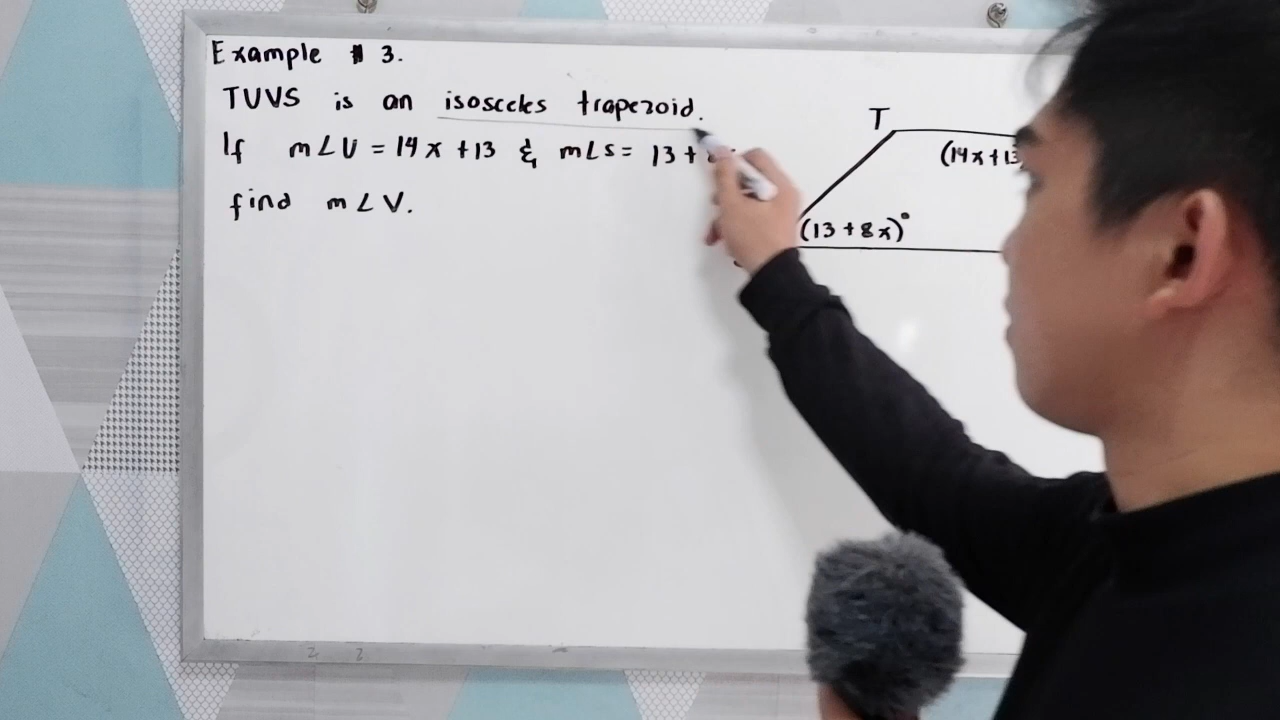 Example # 3.
TUVS is an isosceles trapezoid.
If m∠U = 14x + 13 & m∠S = 13 +
find m∠V.
T
(14x+13
(13 + 8x)°